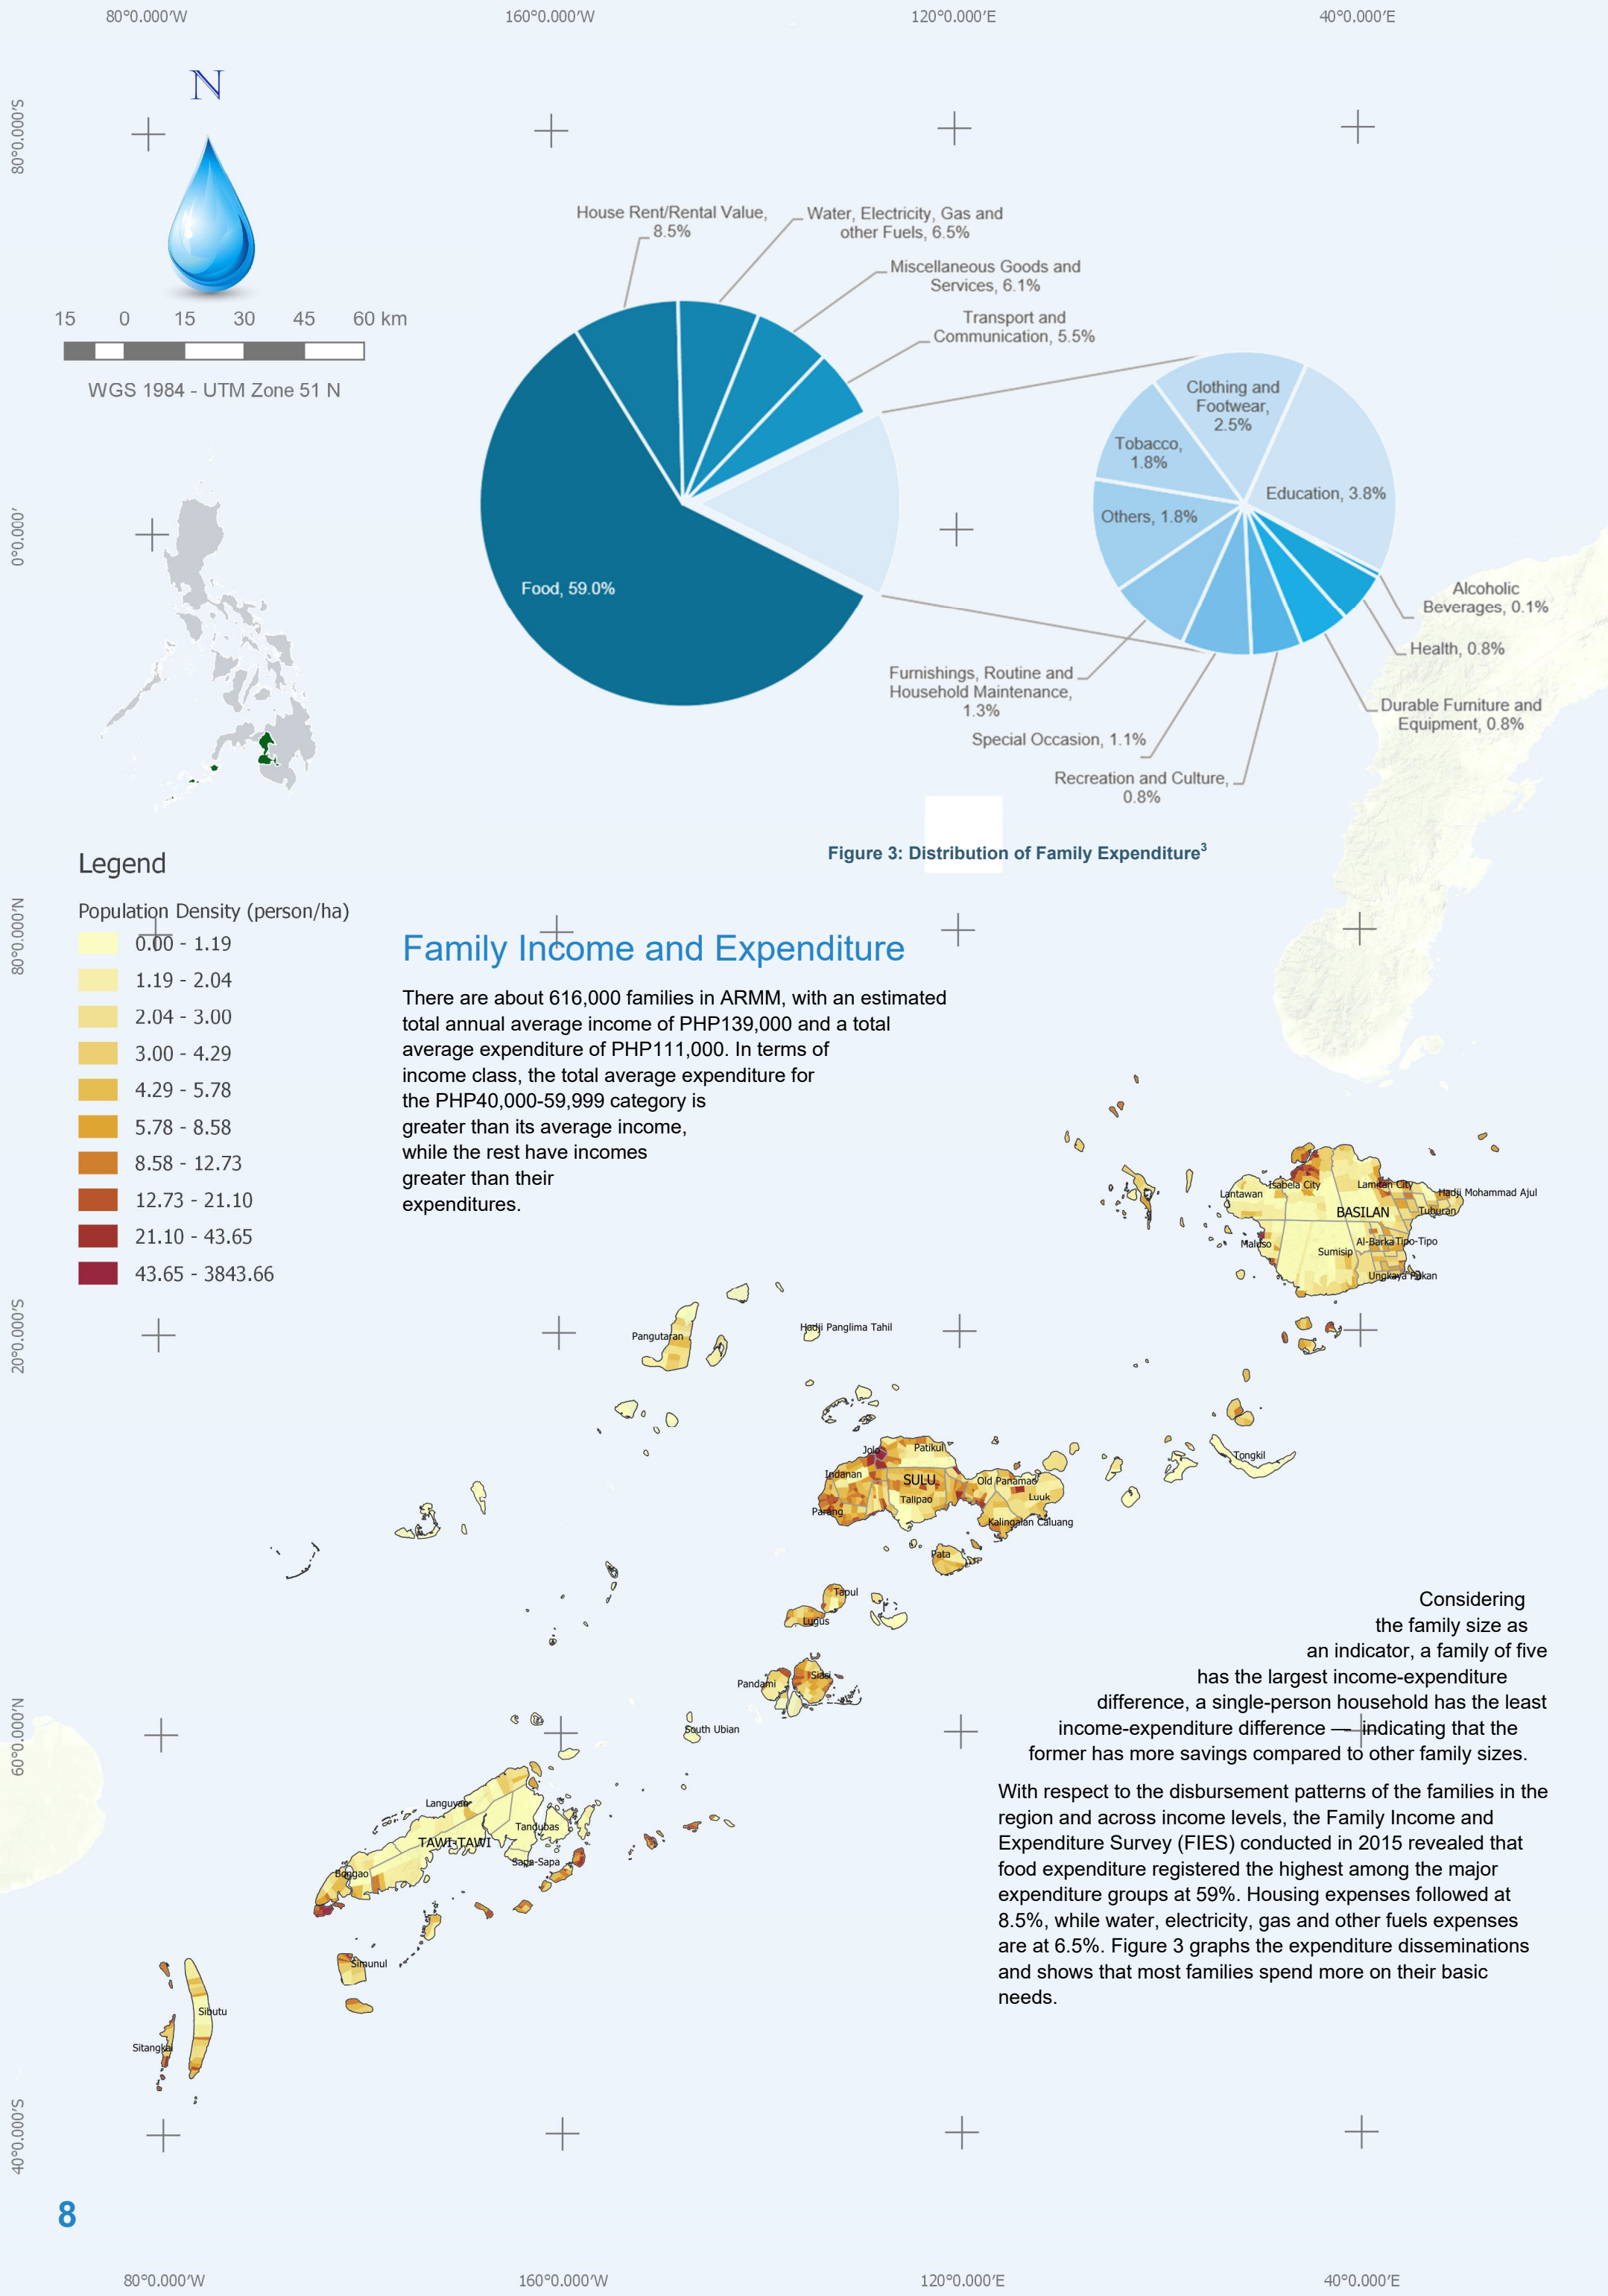 80°0.000′W
160°0.000′W
120°0.000′E
40°0.000′E
80°0.000′S
0°0.000′
80°0.000′N
20°0.000′S
60°0.000′N
40°0.000′S
N
15 0 15 30 45 60 km
WGS 1984 - UTM Zone 51 N
House Rent/Rental Value,
8.5%
Water, Electricity, Gas and
other Fuels, 6.5%
Miscellaneous Goods and
Services, 6.1%
Transport and
Communication, 5.5%
Food, 59.0%
Clothing and
Footwear,
2.5%
Tobacco,
1.8%
Education, 3.8%
Others, 1.8%
Alcoholic
Beverages, 0.1%
Health, 0.8%
Durable Furniture and
Equipment, 0.8%
Furnishings, Routine and
Household Maintenance,
1.3%
Special Occasion, 1.1%
Recreation and Culture,
0.8%
Figure 3: Distribution of Family Expenditure3
Legend
Population Density (person/ha)
0.00 - 1.19
1.19 - 2.04
2.04 - 3.00
3.00 - 4.29
4.29 - 5.78
5.78 - 8.58
8.58 - 12.73
12.73 - 21.10
21.10 - 43.65
43.65 - 3843.66
Family Income and Expenditure
There are about 616,000 families in ARMM, with an estimated
total annual average income of PHP139,000 and a total
average expenditure of PHP111,000. In terms of
income class, the total average expenditure for
the PHP40,000-59,999 category is
greater than its average income,
while the rest have incomes
greater than their
expenditures.
Isabela City
Lamitan City
Lantawan
Hadji Mohammad Ajul
BASILAN
Tuburan
Maluso
Al-Barka
Tipo-Tipo
Sumisip
Ungkaya Pukan
Pangutaran
Hadji Panglima Tahil
Jolo
Patikul
Tongkil
Indanan
SULU
Old Panamao
Talipao
Luuk
Parang
Kalingalan Caluang
Pata
Tapul
Lugus
Siasi
Pandami
South Ubian
Languyan
Tandubas
TAWI-TAWI
Sapa-Sapa
Bongao
Simunul
Sibutu
Sitangkai
Considering
the family size as
an indicator, a family of five
has the largest income-expenditure
difference, a single-person household has the least
income-expenditure difference — indicating that the
former has more savings compared to other family sizes.
With respect to the disbursement patterns of the families in the
region and across income levels, the Family Income and
Expenditure Survey (FIES) conducted in 2015 revealed that
food expenditure registered the highest among the major
expenditure groups at 59%. Housing expenses followed at
8.5%, while water, electricity, gas and other fuels expenses
are at 6.5%. Figure 3 graphs the expenditure disseminations
and shows that most families spend more on their basic
needs.
8
80°0.000′W
160°0.000′W
120°0.000′E
40°0.000′E